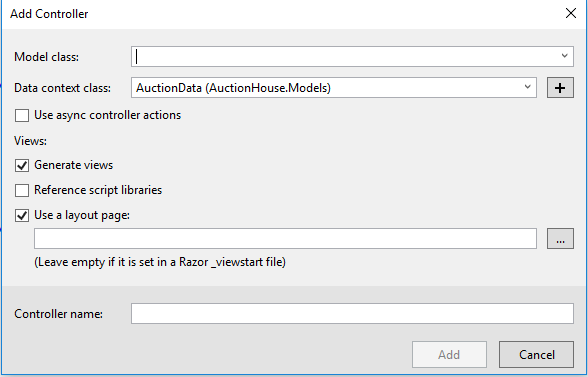 Add Controller
Model class:
Data context class: AuctionData (AuctionHouse.Models) +
Use async controller actions
Views:
Generate views
Reference script libraries
Use a layout page:
...
(Leave empty if it is set in a Razor _viewstart file)
Controller name:
Add Cancel